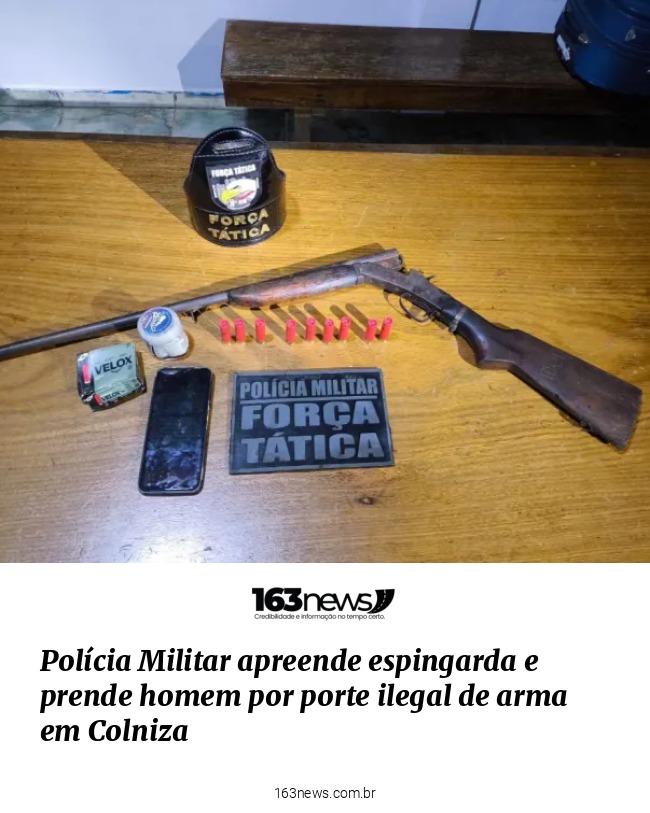 FORÇA TÁTICA
FORÇA
TÁTICA
VELOX
VELOX
POLÍCIA MILITAR
FORÇA
TÁTICA
163news
Credibilidade e informação no tempo certo.
Polícia Militar apreende espingarda e
prende homem por porte ilegal de arma
em Colniza
163news.com.br